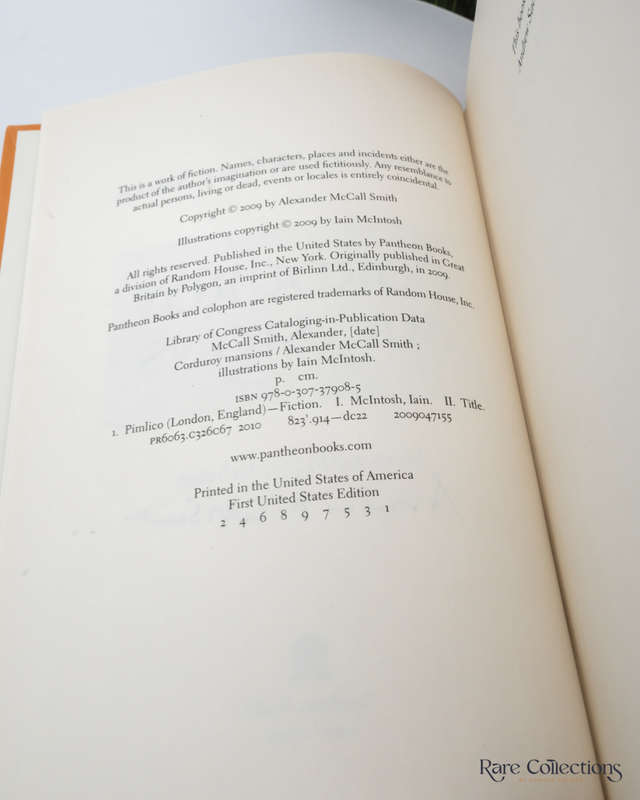 This is a work of fiction. Names, characters, places and incidents either are the
product of the author's imagination or are used fictitiously. Any resemblance to
actual persons, living or dead, events or locales is entirely coincidental.
Copyright © 2009 by Alexander McCall Smith
Illustrations copyright © 2009 by Iain McIntosh
All rights reserved. Published in the United States by Pantheon Books,
a division of Random House, Inc., New York. Originally published in Great
Britain by Polygon, an imprint of Birlinn Ltd., Edinburgh, in 2009.
Pantheon Books and colophon are registered trademarks of Random House, Inc.
Library of Congress Cataloging-in-Publication Data
McCall Smith, Alexander, [date]
Corduroy mansions / Alexander McCall Smith ;
illustrations by Iain McIntosh.
p. cm.
ISBN 978-0-307-37908-5
1. Pimlico (London, England)—Fiction. I. McIntosh, Iain. II. Title.
PR6063.C326C67 2010 823'.914—dc22 2009047155
www.pantheonbooks.com
Printed in the United States of America
First United States Edition
2 4 6 8 9 7 5 3 1
This
Rare Collections